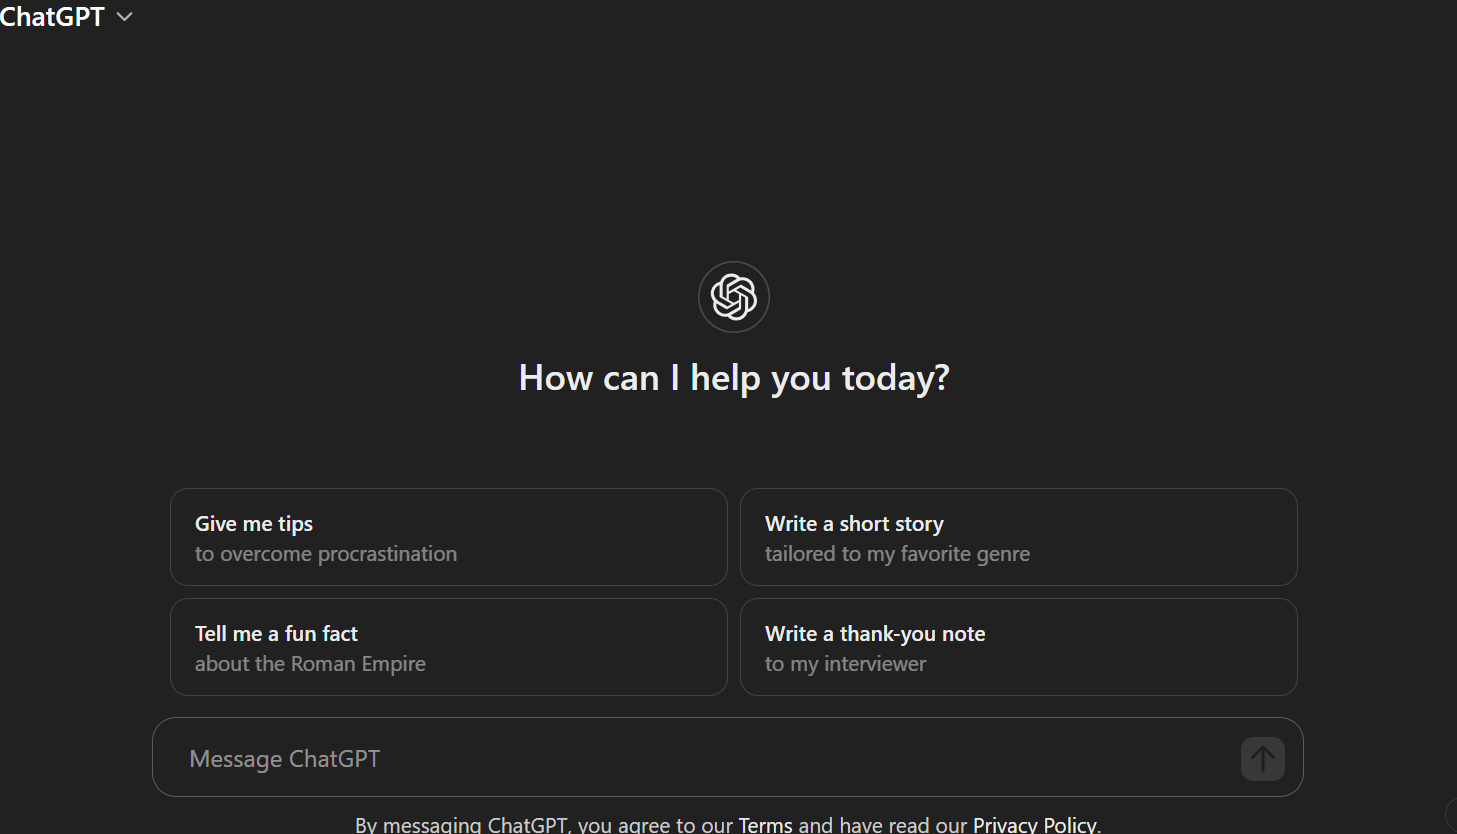 ChatGPT
How can I help you today?
Give me tips
to overcome procrastination
Write a short story
tailored to my favorite genre
Tell me a fun fact
about the Roman Empire
Write a thank-you note
to my interviewer
Message ChatGPT
By messaging ChatGPT, you agree to our Terms and have read our Privacy Policy.